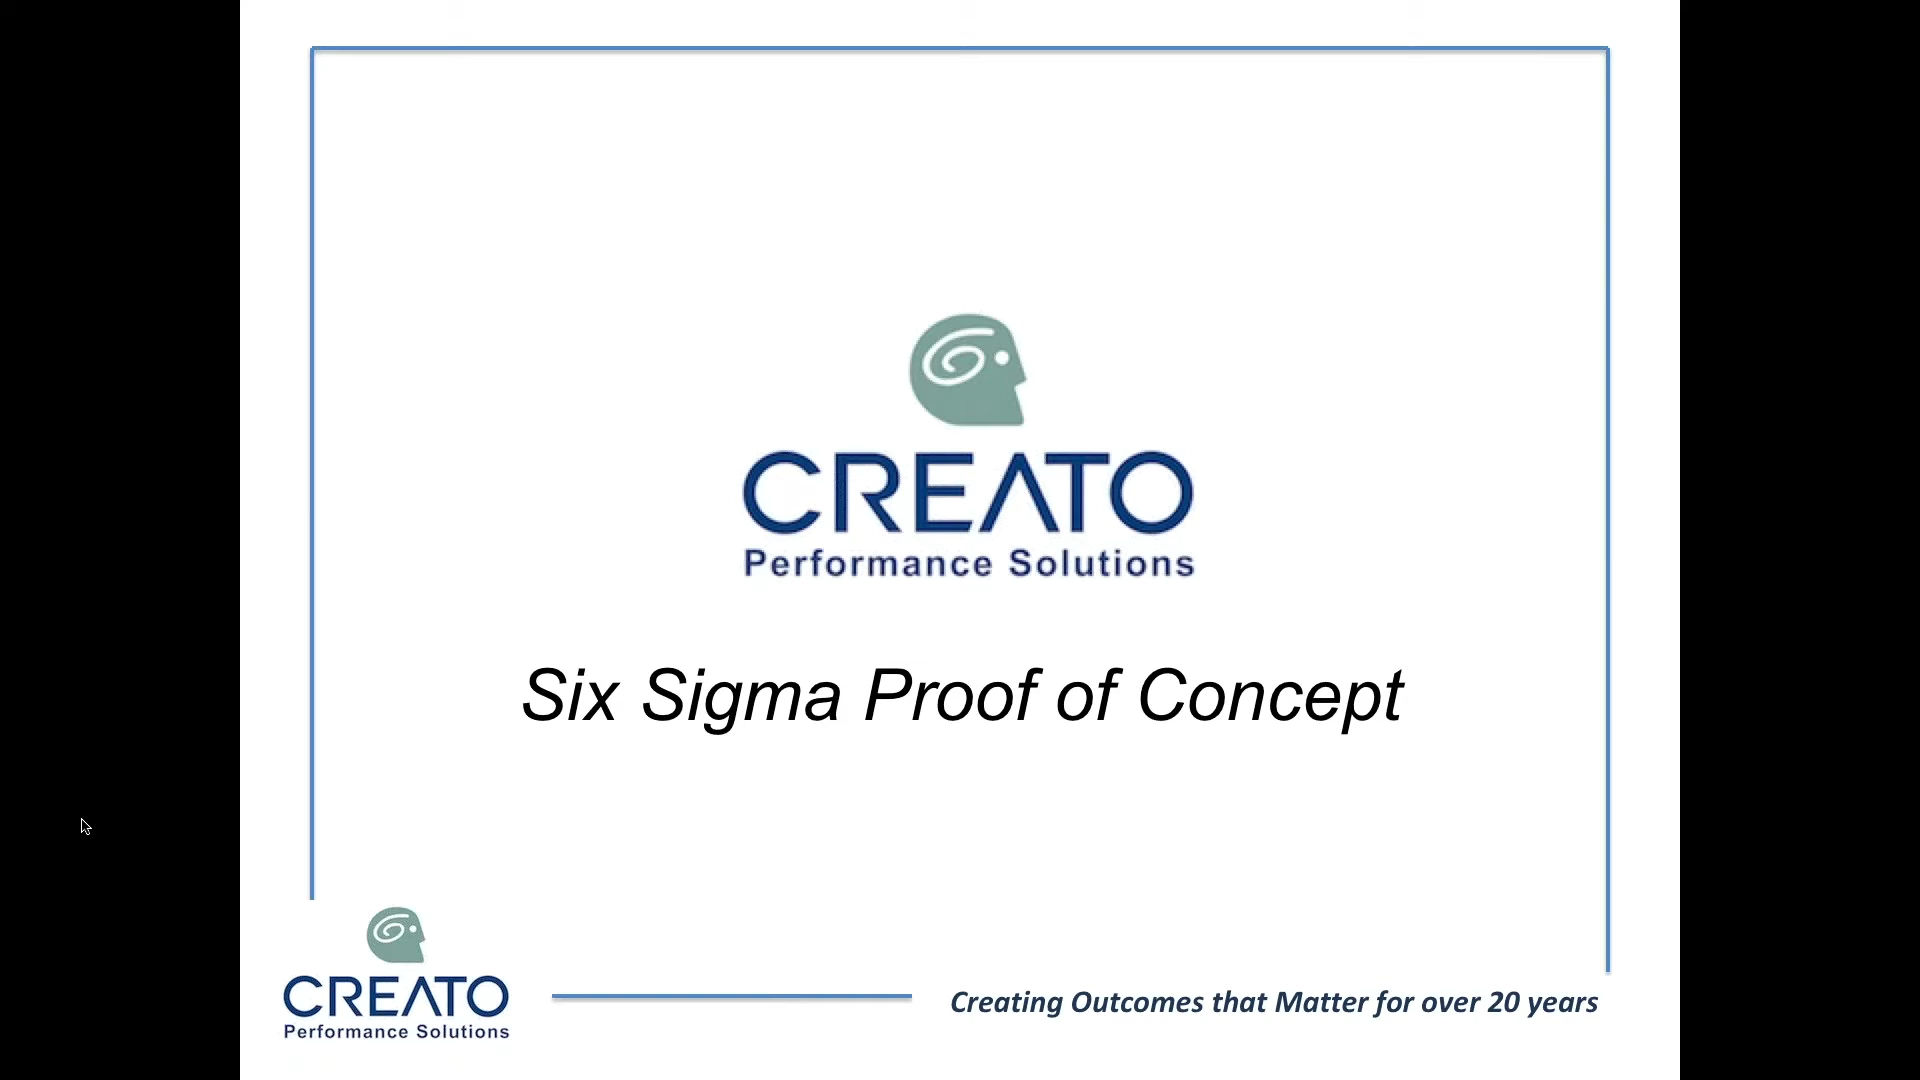 CREATO
Performance Solutions
Six Sigma Proof of Concept
CREATO
Performance Solutions
Creating Outcomes that Matter for over 20 years